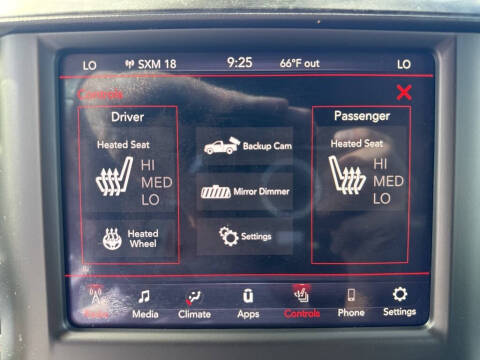 LO SXM 18 9:25 66°F out LO
Controls
Driver
Passenger
Heated Seat
HI
MED
LO
Heated
Wheel
Backup Cam
Mirror Dimmer
Settings
Heated Seat
HI
MED
LO
Media Climate Apps Controls Phone Settings